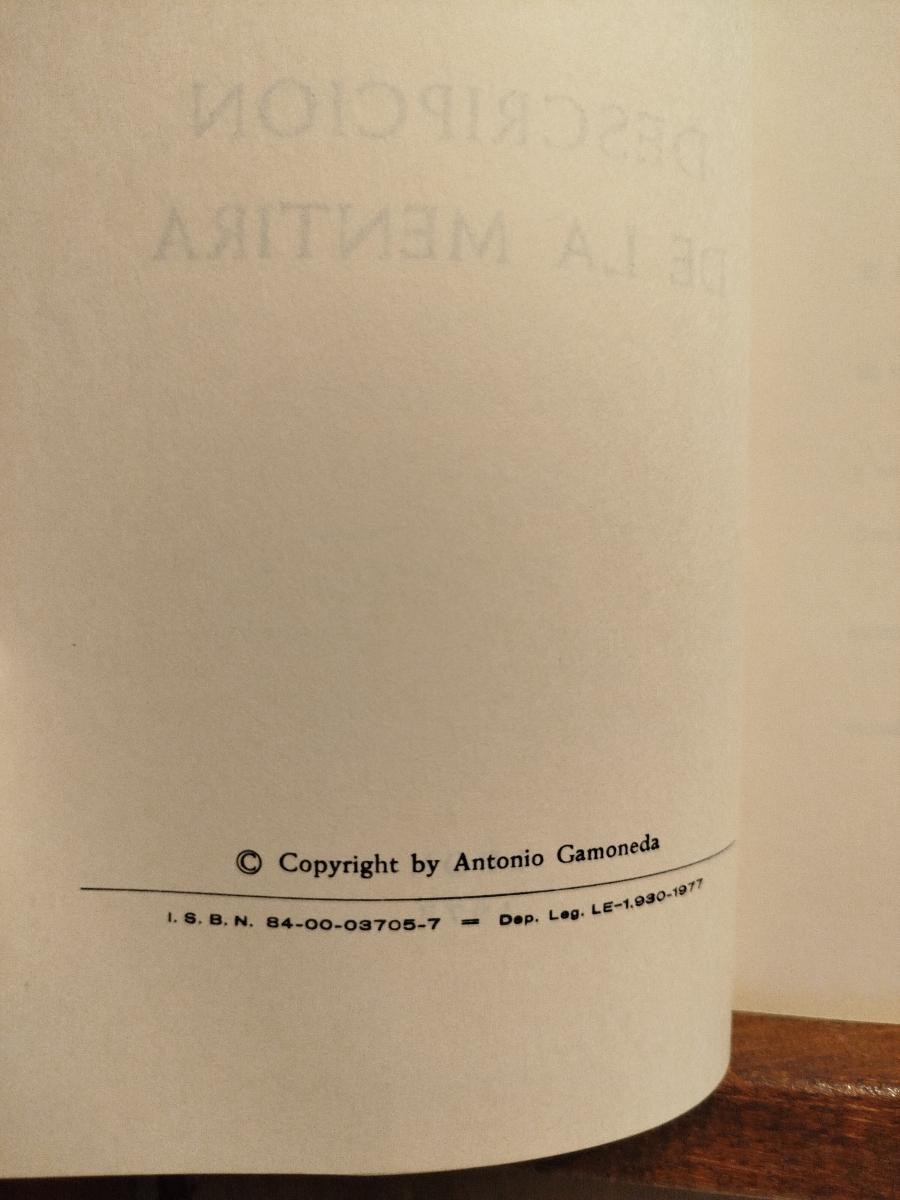 DESCRIPCION
DE LA MENTIRA
© Copyright by Antonio Gamoneda
I. S. B. N. 84-00-03705-7 = Dep. Leg. LE-1.930-1977